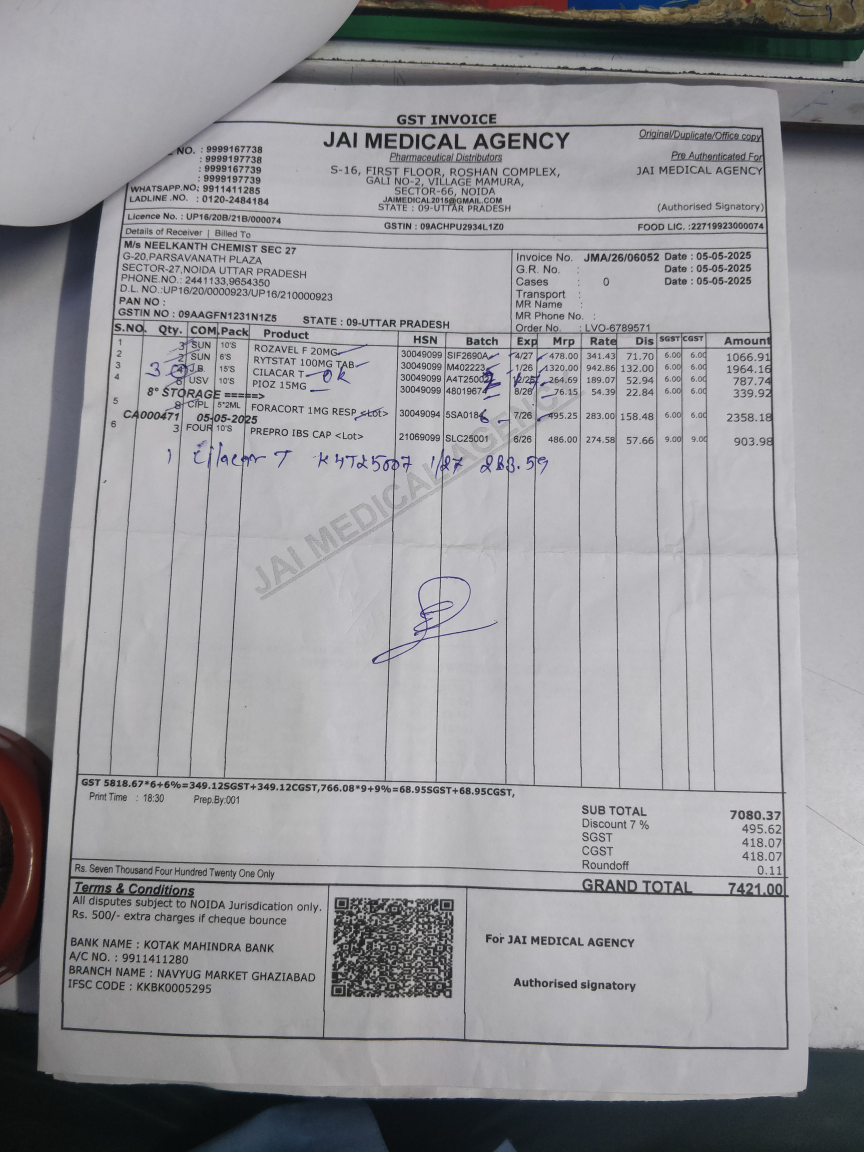 GST INVOICE
Original/Duplicate/Office copy
NO. : 9999167738
: 9999197738
: 9999167739
: 9999197739
WHATSAPP.NO: 9911411285
LADLINE .NO. : 0120-2484184
JAI MEDICAL AGENCY
Pharmaceutical Distributors
S-16, FIRST FLOOR, ROSHAN COMPLEX,
GALI NO-2, VILLAGE MAMURA,
SECTOR-66, NOIDA
JAIMEDICAL2015@GMAIL.COM
STATE : 09-UTTAR PRADESH
Pre Authenticated For
JAI MEDICAL AGENCY
(Authorised Signatory)
Licence No. : UP16/20B/21B/000074
GSTIN : 09ACHPU2934L1Z0
FOOD LIC. :22719923000074
Details of Receiver | Billed To
M/s NEELKANTH CHEMIST SEC 27
G-20,PARSAVANATH PLAZA
SECTOR-27,NOIDA UTTAR PRADESH
PHONE.NO : 2441133,9654350
D.L. NO.:UP16/20/0000923/UP16/210000923
PAN NO :
GSTIN NO : 09AAGFN1231N1Z5 STATE : 09-UTTAR PRADESH
Invoice No. JMA/26/06052 Date : 05-05-2025
G.R. No. : Date : 05-05-2025
Cases : 0 Date : 05-05-2025
Transport :
MR Name :
MR Phone No. :
Order No. : LVO-6789571
S.NO. Qty. COM. Pack Product HSN Batch Exp Mrp Rate Dis SGST CGST Amount
1 3 SUN 10'S ROZAVEL F 20MG 30049099 SIF2690A 4/27 478.00 341.43 71.70 6.00 6.00 1066.91
2 2 SUN 6'S RYTSTAT 100MG TAB 30049099 M402223 1/26 1320.00 942.86 132.00 6.00 6.00 1964.16
3 3 J.B. 15'S CILACAR T ok 30049099 264.69 189.07 52.94 6.00 6.00 787.74
4 USV 10'S PIOZ 15MG 30049099 48019674 8/26 76.15 54.39 22.84 6.00 6.00 339.92
8° STORAGE =====>
5 8 CIPL 5*2ML FORACORT 1MG RESP <Lot> 30049094 5SA0186 7/26 495.25 283.00 158.48 6.00 6.00 2358.18
CA000471 05-05-2025
6 3 FOUR 10'S PREPRO IBS CAP <Lot> 21069099 SLC25001 6/26 486.00 274.58 57.66 9.00 9.00 903.98
1 Cilacar T K4T25007 1/27 283.59
JAI MEDICAL AGENCY
GST 5818.67*6+6%=349.12SGST+349.12CGST,766.08*9+9%=68.95SGST+68.95CGST,
Print Time : 18:30 Prep.By:001
SUB TOTAL 7080.37
Discount 7 % 495.62
SGST 418.07
CGST 418.07
Roundoff 0.11
Rs. Seven Thousand Four Hundred Twenty One Only
GRAND TOTAL 7421.00
Terms & Conditions
All disputes subject to NOIDA Jurisdication only.
Rs. 500/- extra charges if cheque bounce
BANK NAME : KOTAK MAHINDRA BANK
A/C NO. : 9911411280
BRANCH NAME : NAVYUG MARKET GHAZIABAD
IFSC CODE : KKBK0005295
For JAI MEDICAL AGENCY
Authorised signatory